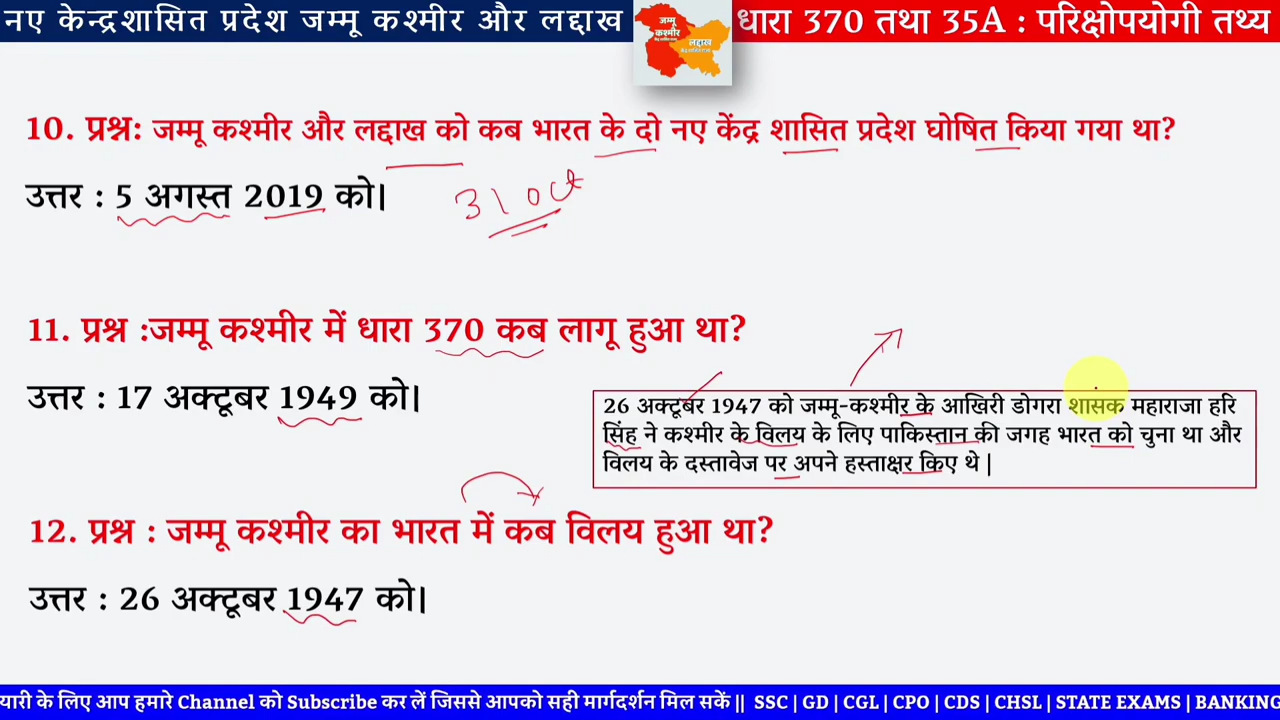 नए केन्द्रशासित प्रदेश जम्मू कश्मीर और लद्दाख
जम्मू
कश्मीर
लद्दाख
धारा 370 तथा 35A : परिक्षोपयोगी तथ्य
10. प्रश्न: जम्मू कश्मीर और लद्दाख को कब भारत के दो नए केंद्र शासित प्रदेश घोषित किया गया था?
उत्तर : 5 अगस्त 2019 को।
31 oct
11. प्रश्न :जम्मू कश्मीर में धारा 370 कब लागू हुआ था?
उत्तर : 17 अक्टूबर 1949 को।
26 अक्टूबर 1947 को जम्मू-कश्मीर के आखिरी डोगरा शासक महाराजा हरि
सिंह ने कश्मीर के विलय के लिए पाकिस्तान की जगह भारत को चुना था और
विलय के दस्तावेज पर अपने हस्ताक्षर किए थे |
12. प्रश्न : जम्मू कश्मीर का भारत में कब विलय हुआ था?
उत्तर : 26 अक्टूबर 1947 को।
यारी के लिए आप हमारे Channel को Subscribe कर लें जिससे आपको सही मार्गदर्शन मिल सकें || SSC | GD | CGL | CPO | CDS | CHSL | STATE EXAMS | BANKING